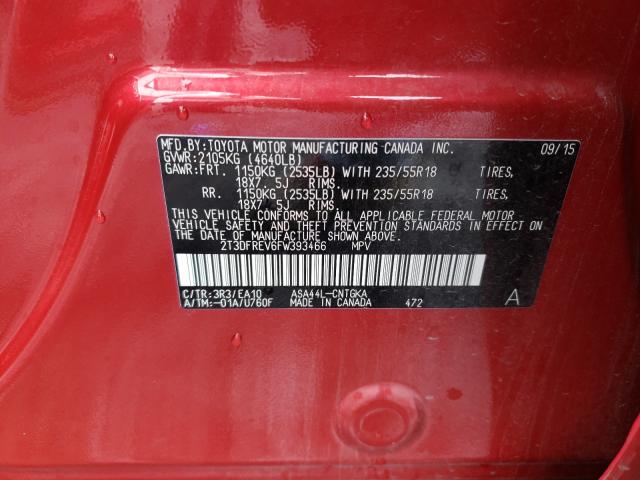 MFD.BY:TOYOTA MOTOR MANUFACTURING CANADA INC. 09/15
GVWR:2105KG (4640LB)
GAWR:FRT. 1150KG (2535LB) WITH 235/55R18 TIRES,
18X7.5J RIMS.
RR. 1150KG (2535LB) WITH 235/55R18 TIRES,
18X7.5J RIMS.
THIS VEHICLE CONFORMS TO ALL APPLICABLE FEDERAL MOTOR
VEHICLE SAFETY AND THEFT PREVENTION STANDARDS IN EFFECT ON
THE DATE OF MANUFACTURE SHOWN ABOVE.
2T3DFREV6FW393466 MPV
C/TR:3R3/EA10 ASA44L-CNTGKA
A/TM:-01A/U760F MADE IN CANADA 472 A